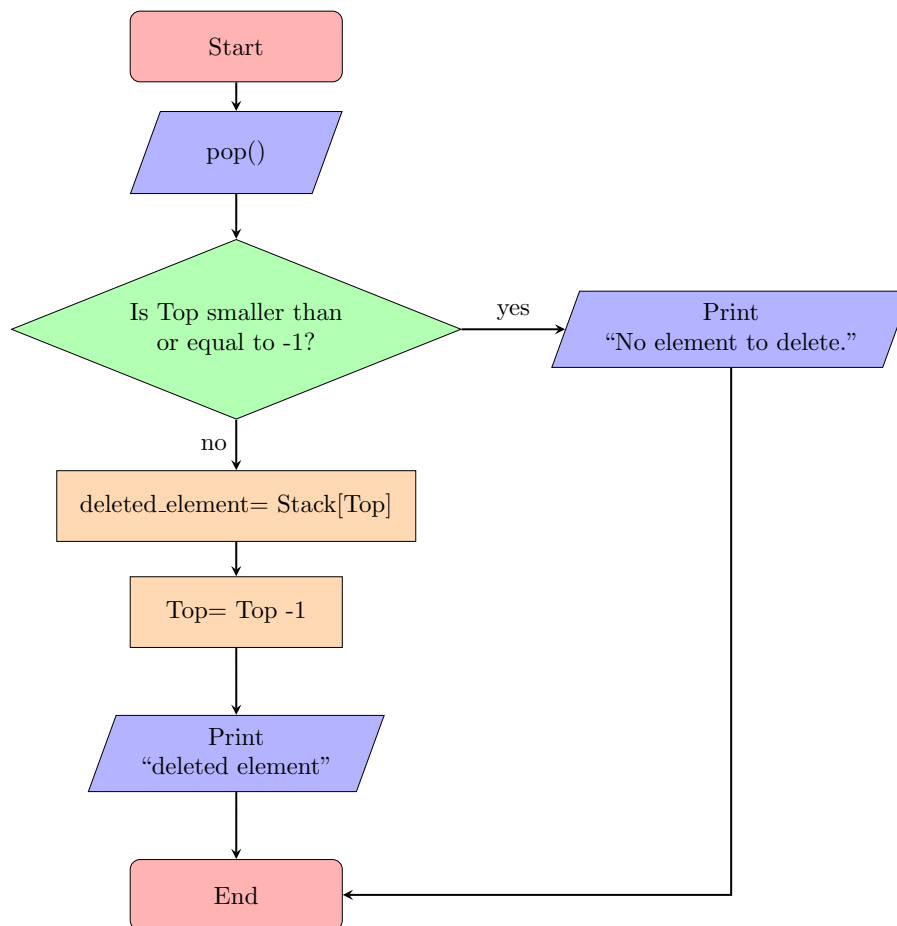 Start
pop()
Is Top smaller than
or equal to -1?
yes
Print
“No element to delete.”
no
deleted_element= Stack[Top]
Top= Top -1
Print
“deleted element”
End